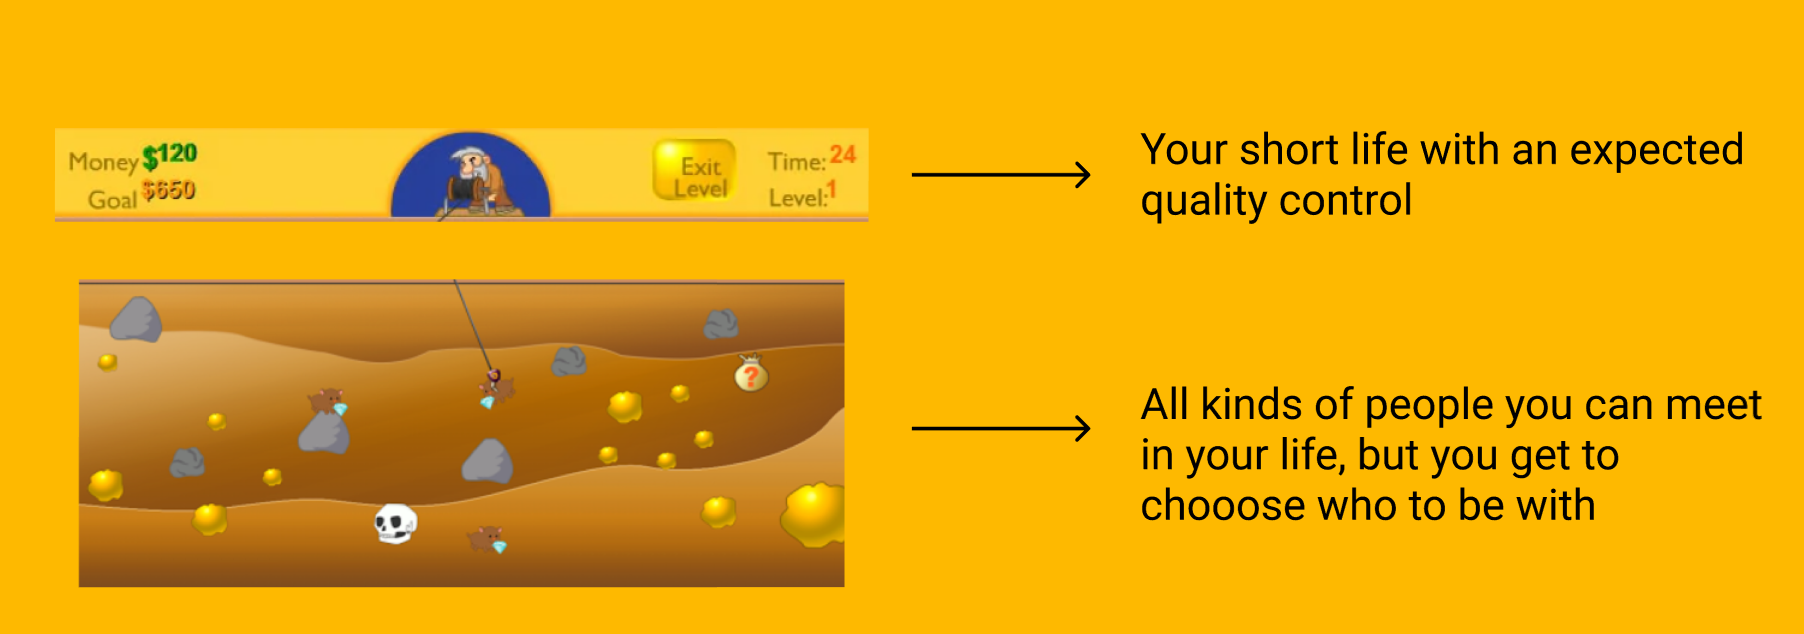 Money $120
Goal $650
Exit
Level
Time: 24
Level: 1
Your short life with an expected
quality control
?
All kinds of people you can meet
in your life, but you get to
chooose who to be with